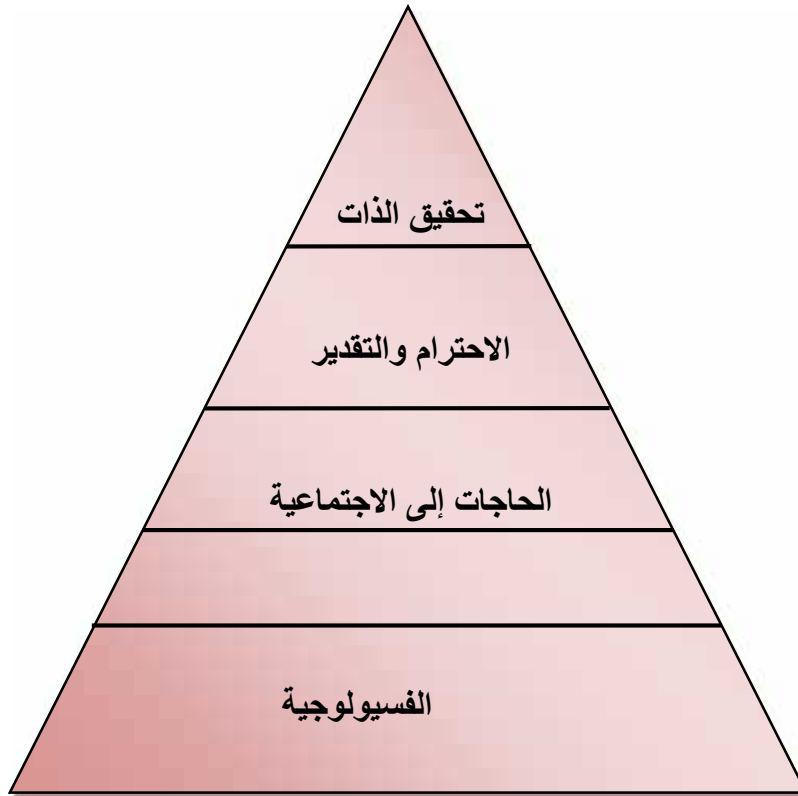 تحقيق الذات
الاحترام والتقدير
الحاجات إلى الاجتماعية
الفسيولوجية